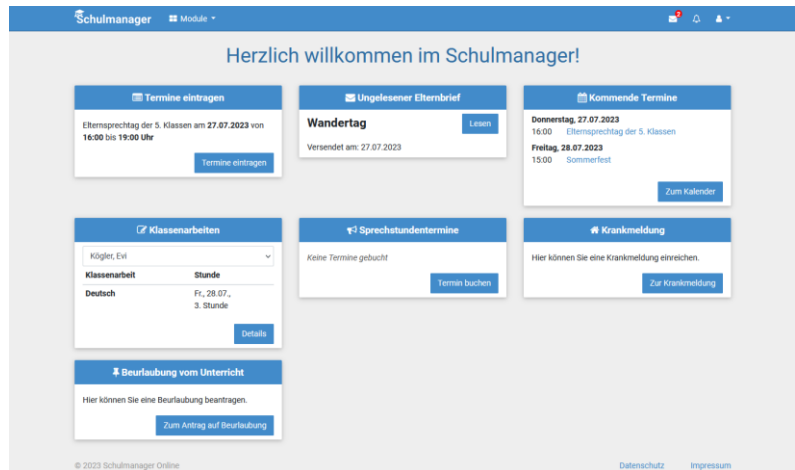 Schulmanager Module
2
Herzlich willkommen im Schulmanager!
Termine eintragen
Elternsprechtag der 5. Klassen am 27.07.2023 von
16:00 bis 19:00 Uhr
Termine eintragen
Ungelesener Elternbrief
Wandertag
Lesen
Versendet am: 27.07.2023
Kommende Termine
Donnerstag, 27.07.2023
16:00 Elternsprechtag der 5. Klassen
Freitag, 28.07.2023
15:00 Sommerfest
Zum Kalender
Klassenarbeiten
Kögler, Evi
Klassenarbeit Stunde
Deutsch Fr., 28.07.,
3. Stunde
Details
Sprechstundentermine
Keine Termine gebucht
Termin buchen
Krankmeldung
Hier können Sie eine Krankmeldung einreichen.
Zur Krankmeldung
Beurlaubung vom Unterricht
Hier können Sie eine Beurlaubung beantragen.
Zum Antrag auf Beurlaubung
© 2023 Schulmanager Online
Datenschutz Impressum